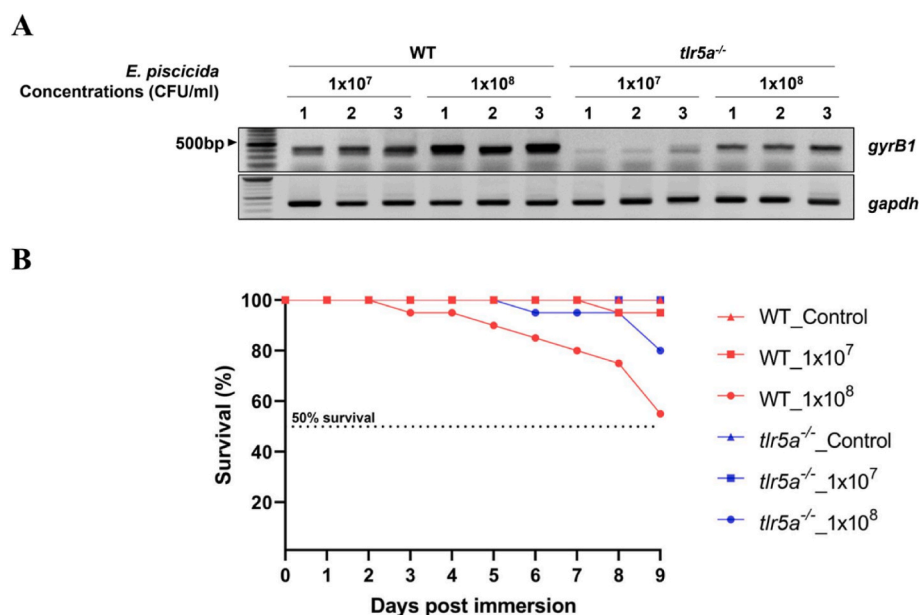 A
WT tlr5a⁻/⁻
E. piscicida
Concentrations (CFU/ml)
1x10⁷ 1x10⁸ 1x10⁷ 1x10⁸
1 2 3 1 2 3 1 2 3 1 2 3
500bp
gyrB1
gapdh
B
100
80
60
50% survival
40
20
Survival (%)
0 1 2 3 4 5 6 7 8 9
Days post immersion
WT_Control
WT_1x10⁷
WT_1x10⁸
tlr5a⁻/⁻_Control
tlr5a⁻/⁻_1x10⁷
tlr5a⁻/⁻_1x10⁸